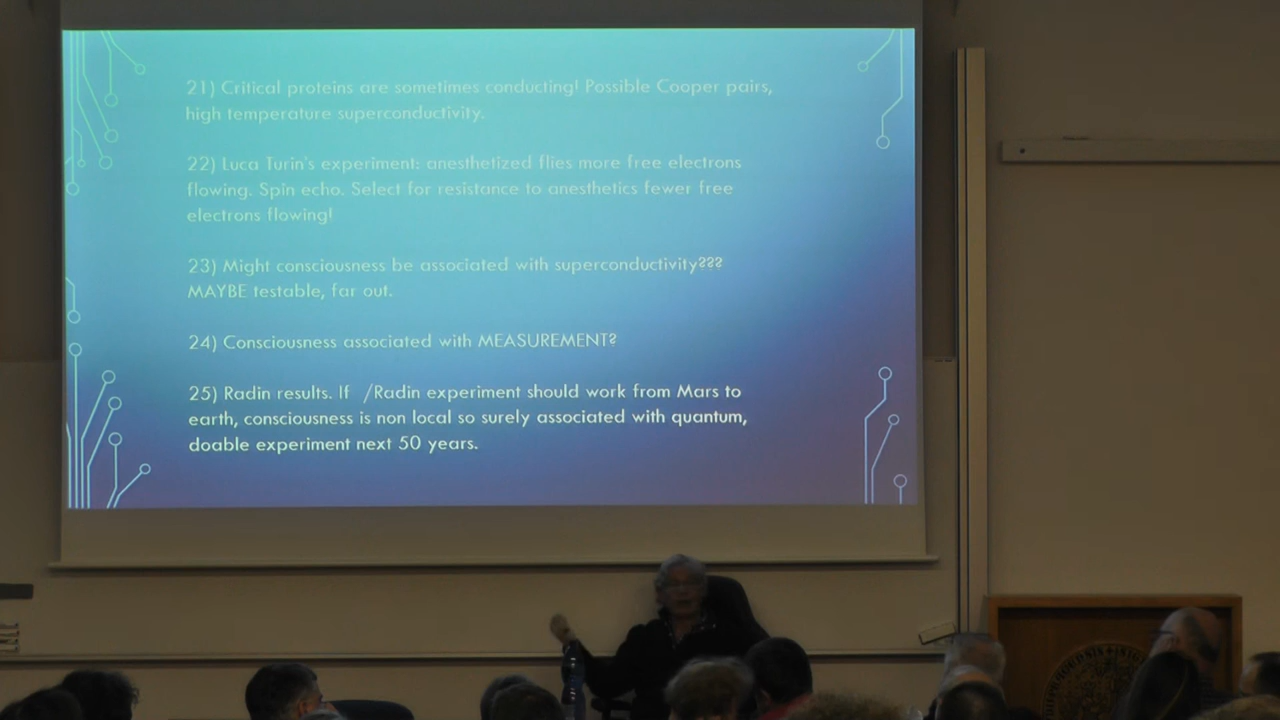 21) Critical proteins are sometimes conducting! Possible Cooper pairs,
high temperature superconductivity.
22) Luca Turin's experiment: anesthetized flies more free electrons
flowing. Spin echo. Select for resistance to anesthetics fewer free
electrons flowing!
23) Might consciousness be associated with superconductivity???
MAYBE testable, far out.
24) Consciousness associated with MEASUREMENT?
25) Radin results. If /Radin experiment should work from Mars to
earth, consciousness is non local so surely associated with quantum,
doable experiment next 50 years.